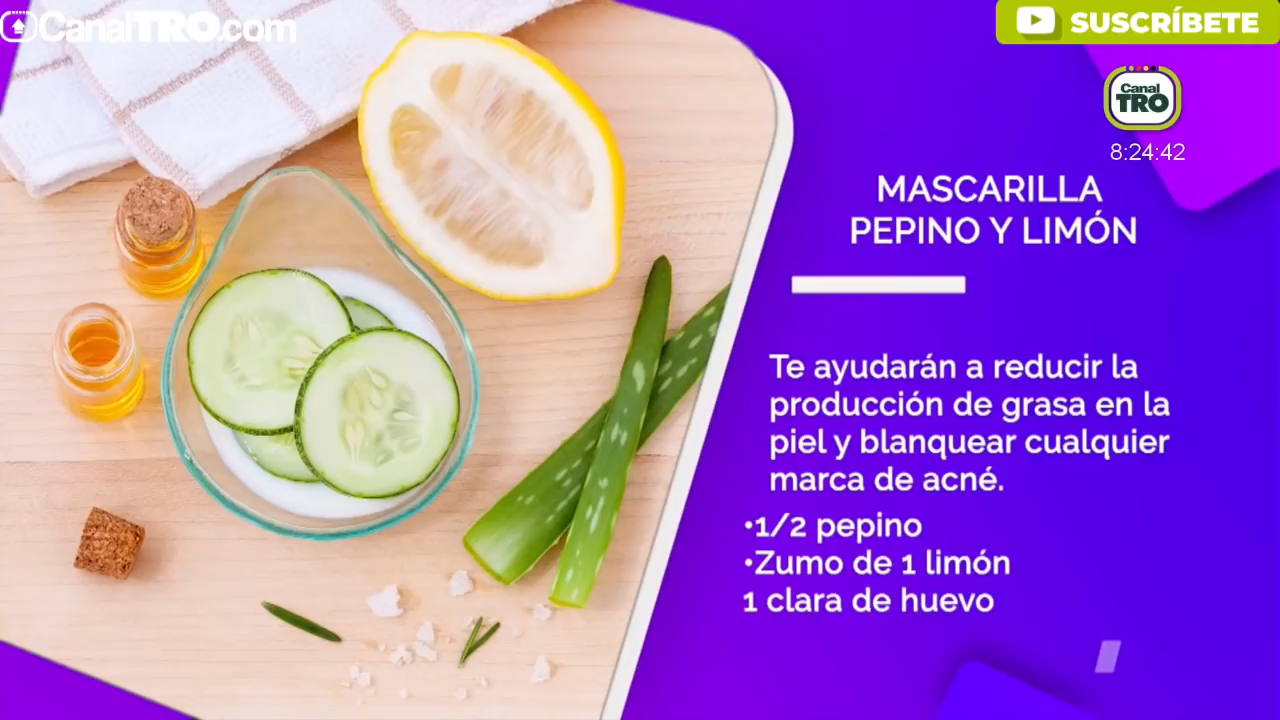 CanalTRO.com
SUSCRÍBETE
Canal
TRO
8:24:42
MASCARILLA
PEPINO Y LIMÓN
Te ayudarán a reducir la
producción de grasa en la
piel y blanquear cualquier
marca de acné.
•1/2 pepino
•Zumo de 1 limón
1 clara de huevo